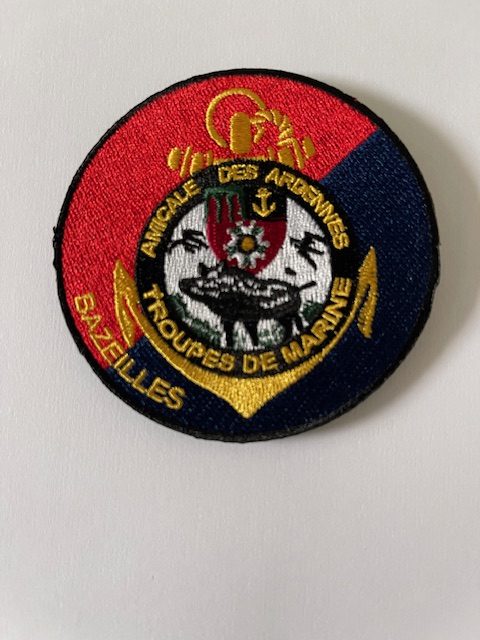 AMICALE DES ARDENNES
TROUPES DE MARINE
BAZEILLES